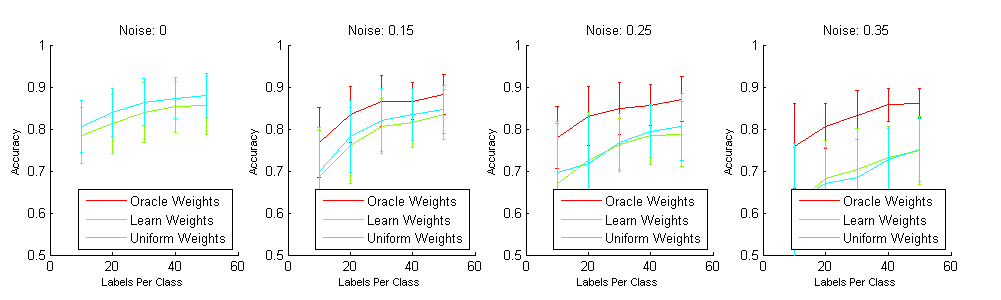 Noise: 0
1
0.9
0.8
0.7
0.6
0.5
Accuracy
Oracle Weights
Learn Weights
Uniform Weights
0 20 40 60
Labels Per Class
Noise: 0.15
1
0.9
0.8
0.7
0.6
0.5
Accuracy
Oracle Weights
Learn Weights
Uniform Weights
0 20 40 60
Labels Per Class
Noise: 0.25
1
0.9
0.8
0.7
0.6
0.5
Accuracy
Oracle Weights
Learn Weights
Uniform Weights
0 20 40 60
Labels Per Class
Noise: 0.35
1
0.9
0.8
0.7
0.6
0.5
Accuracy
Oracle Weights
Learn Weights
Uniform Weights
0 20 40 60
Labels Per Class